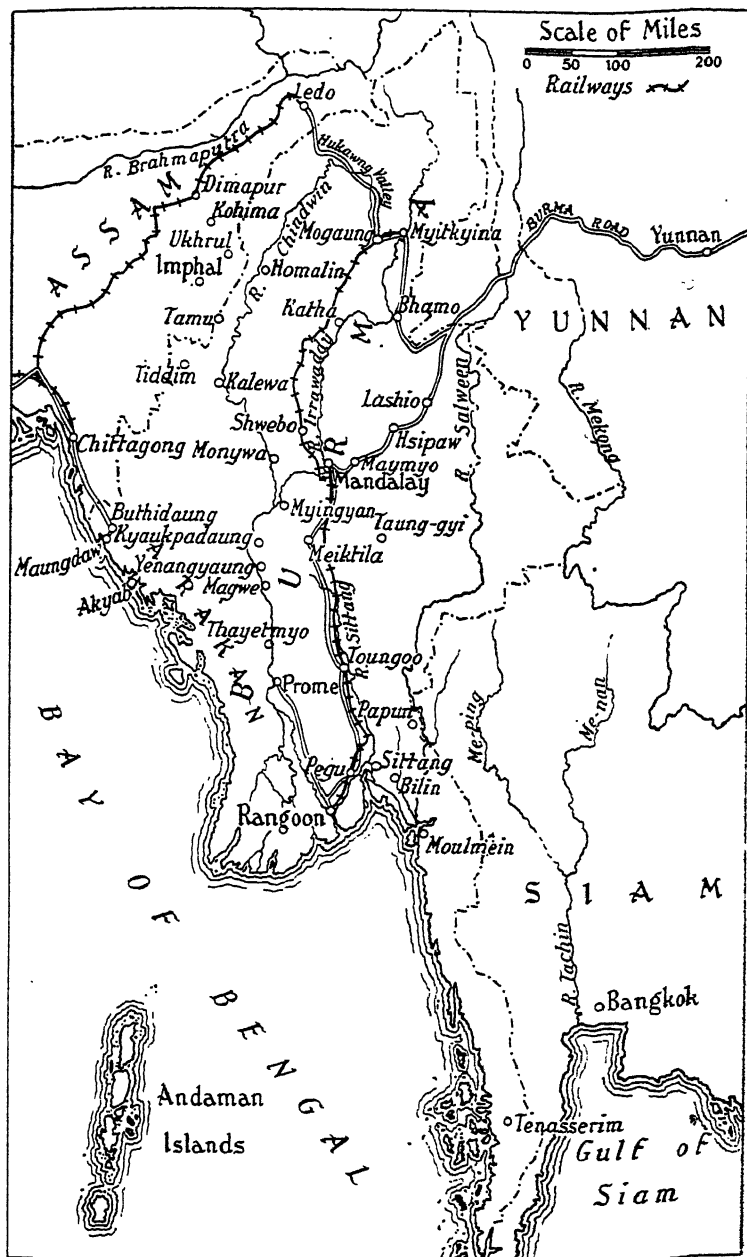 Scale of Miles
0 50 100 200
Railways
Ledo
R. Brahmaputra
Hukawng Valley
ASSAM
Dimapur
Kohima
R. Chindwin
Mogaung
Myitkyina
BURMA ROAD
Yunnan
Ukhrul
Imphal
Homalin
Tamu
Katha
Bhamo
YUNNAN
Tiddim
Kalewa
R. Irrawaddy
Lashio
R. Salween
R. Mekong
Shwebo
Hsipaw
Chittagong
Monywa
Maymyo
Mandalay
Myingyan
Taung-gyi
Buthidaung
Kyaukpadaung
Meiktila
Maungdaw
Yenangyaung
Akyab
Magwe
ARAKAN
BURMA
R. Sittang
Thayetmyo
Toungoo
Prome
Papun
Me-ping
Me-nan
Pegu
Sittang
Bilin
Rangoon
Moulmein
SIAM
R. Tachin
Bangkok
BAY OF BENGAL
Andaman
Islands
Tenasserim
Gulf of
Siam